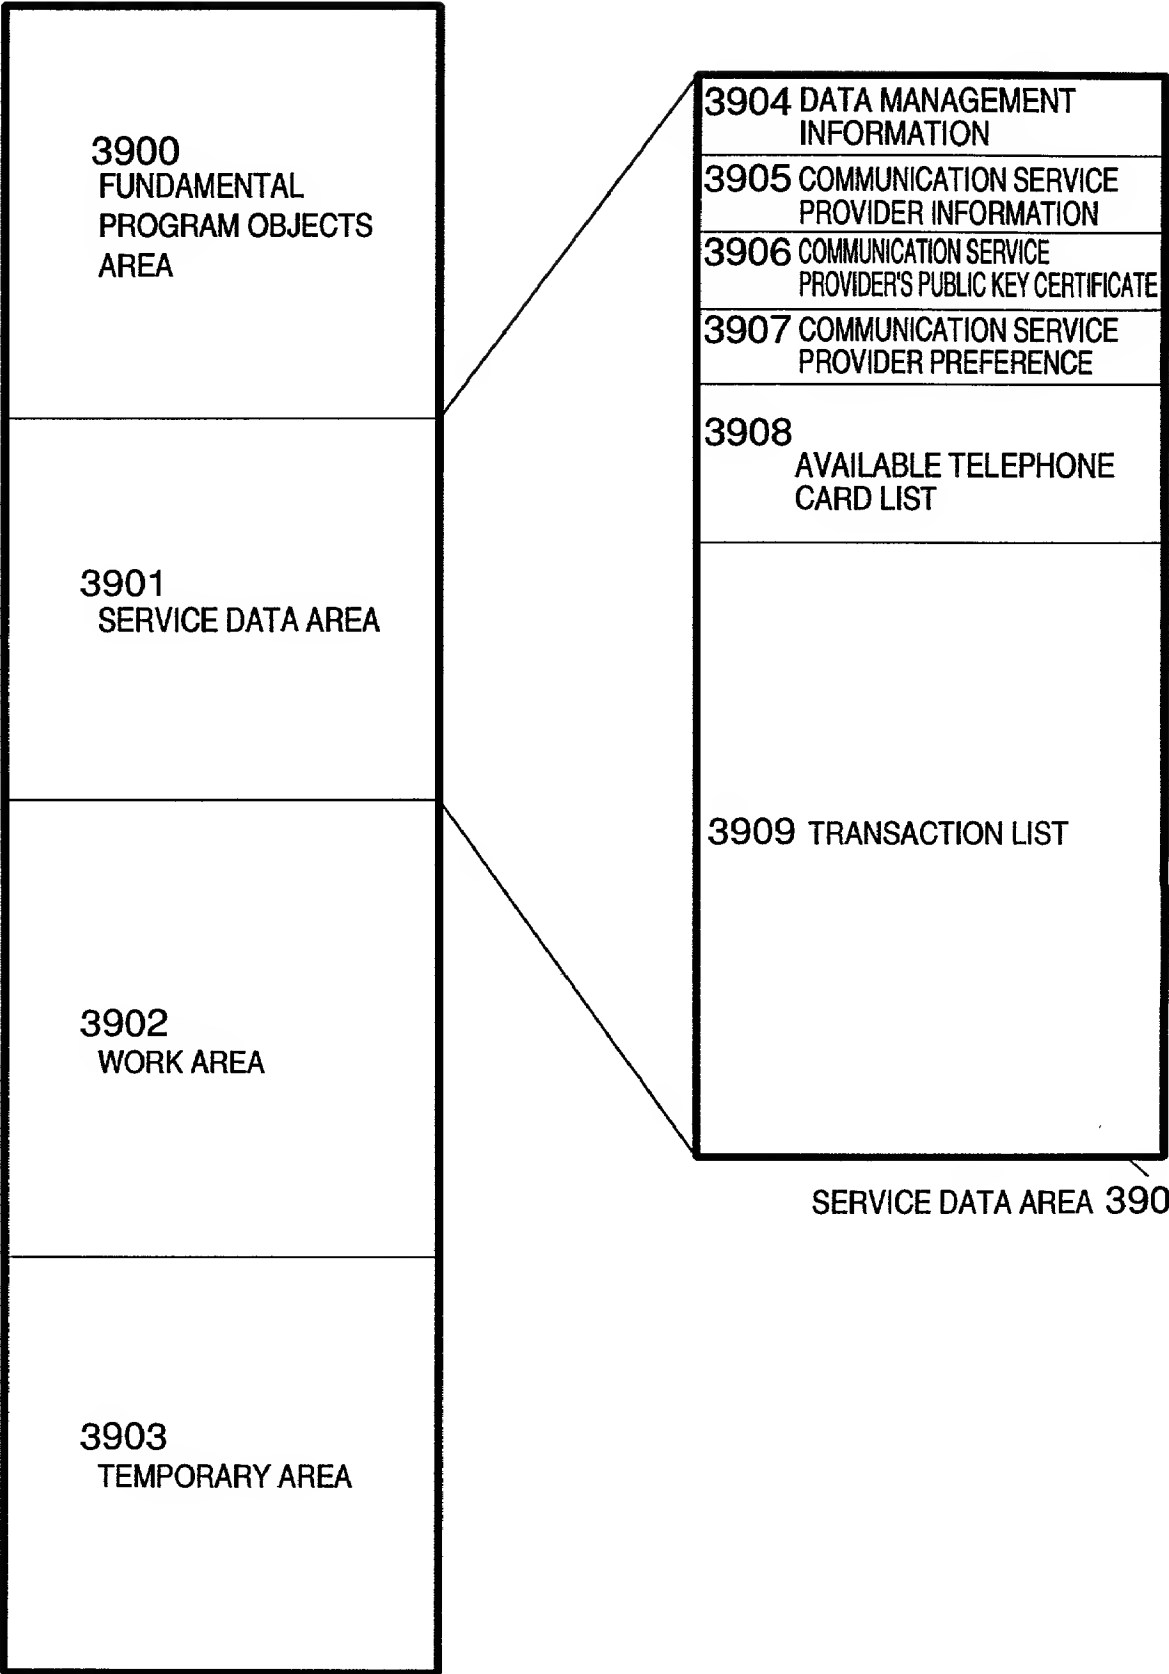 3900
FUNDAMENTAL
PROGRAM OBJECTS
AREA
3901
SERVICE DATA AREA
3902
WORK AREA
3903
TEMPORARY AREA
3904 DATA MANAGEMENT
INFORMATION
3905 COMMUNICATION SERVICE
PROVIDER INFORMATION
3906 COMMUNICATION SERVICE
PROVIDER'S PUBLIC KEY CERTIFICATE
3907 COMMUNICATION SERVICE
PROVIDER PREFERENCE
3908
AVAILABLE TELEPHONE
CARD LIST
3909 TRANSACTION LIST
SERVICE DATA AREA 390